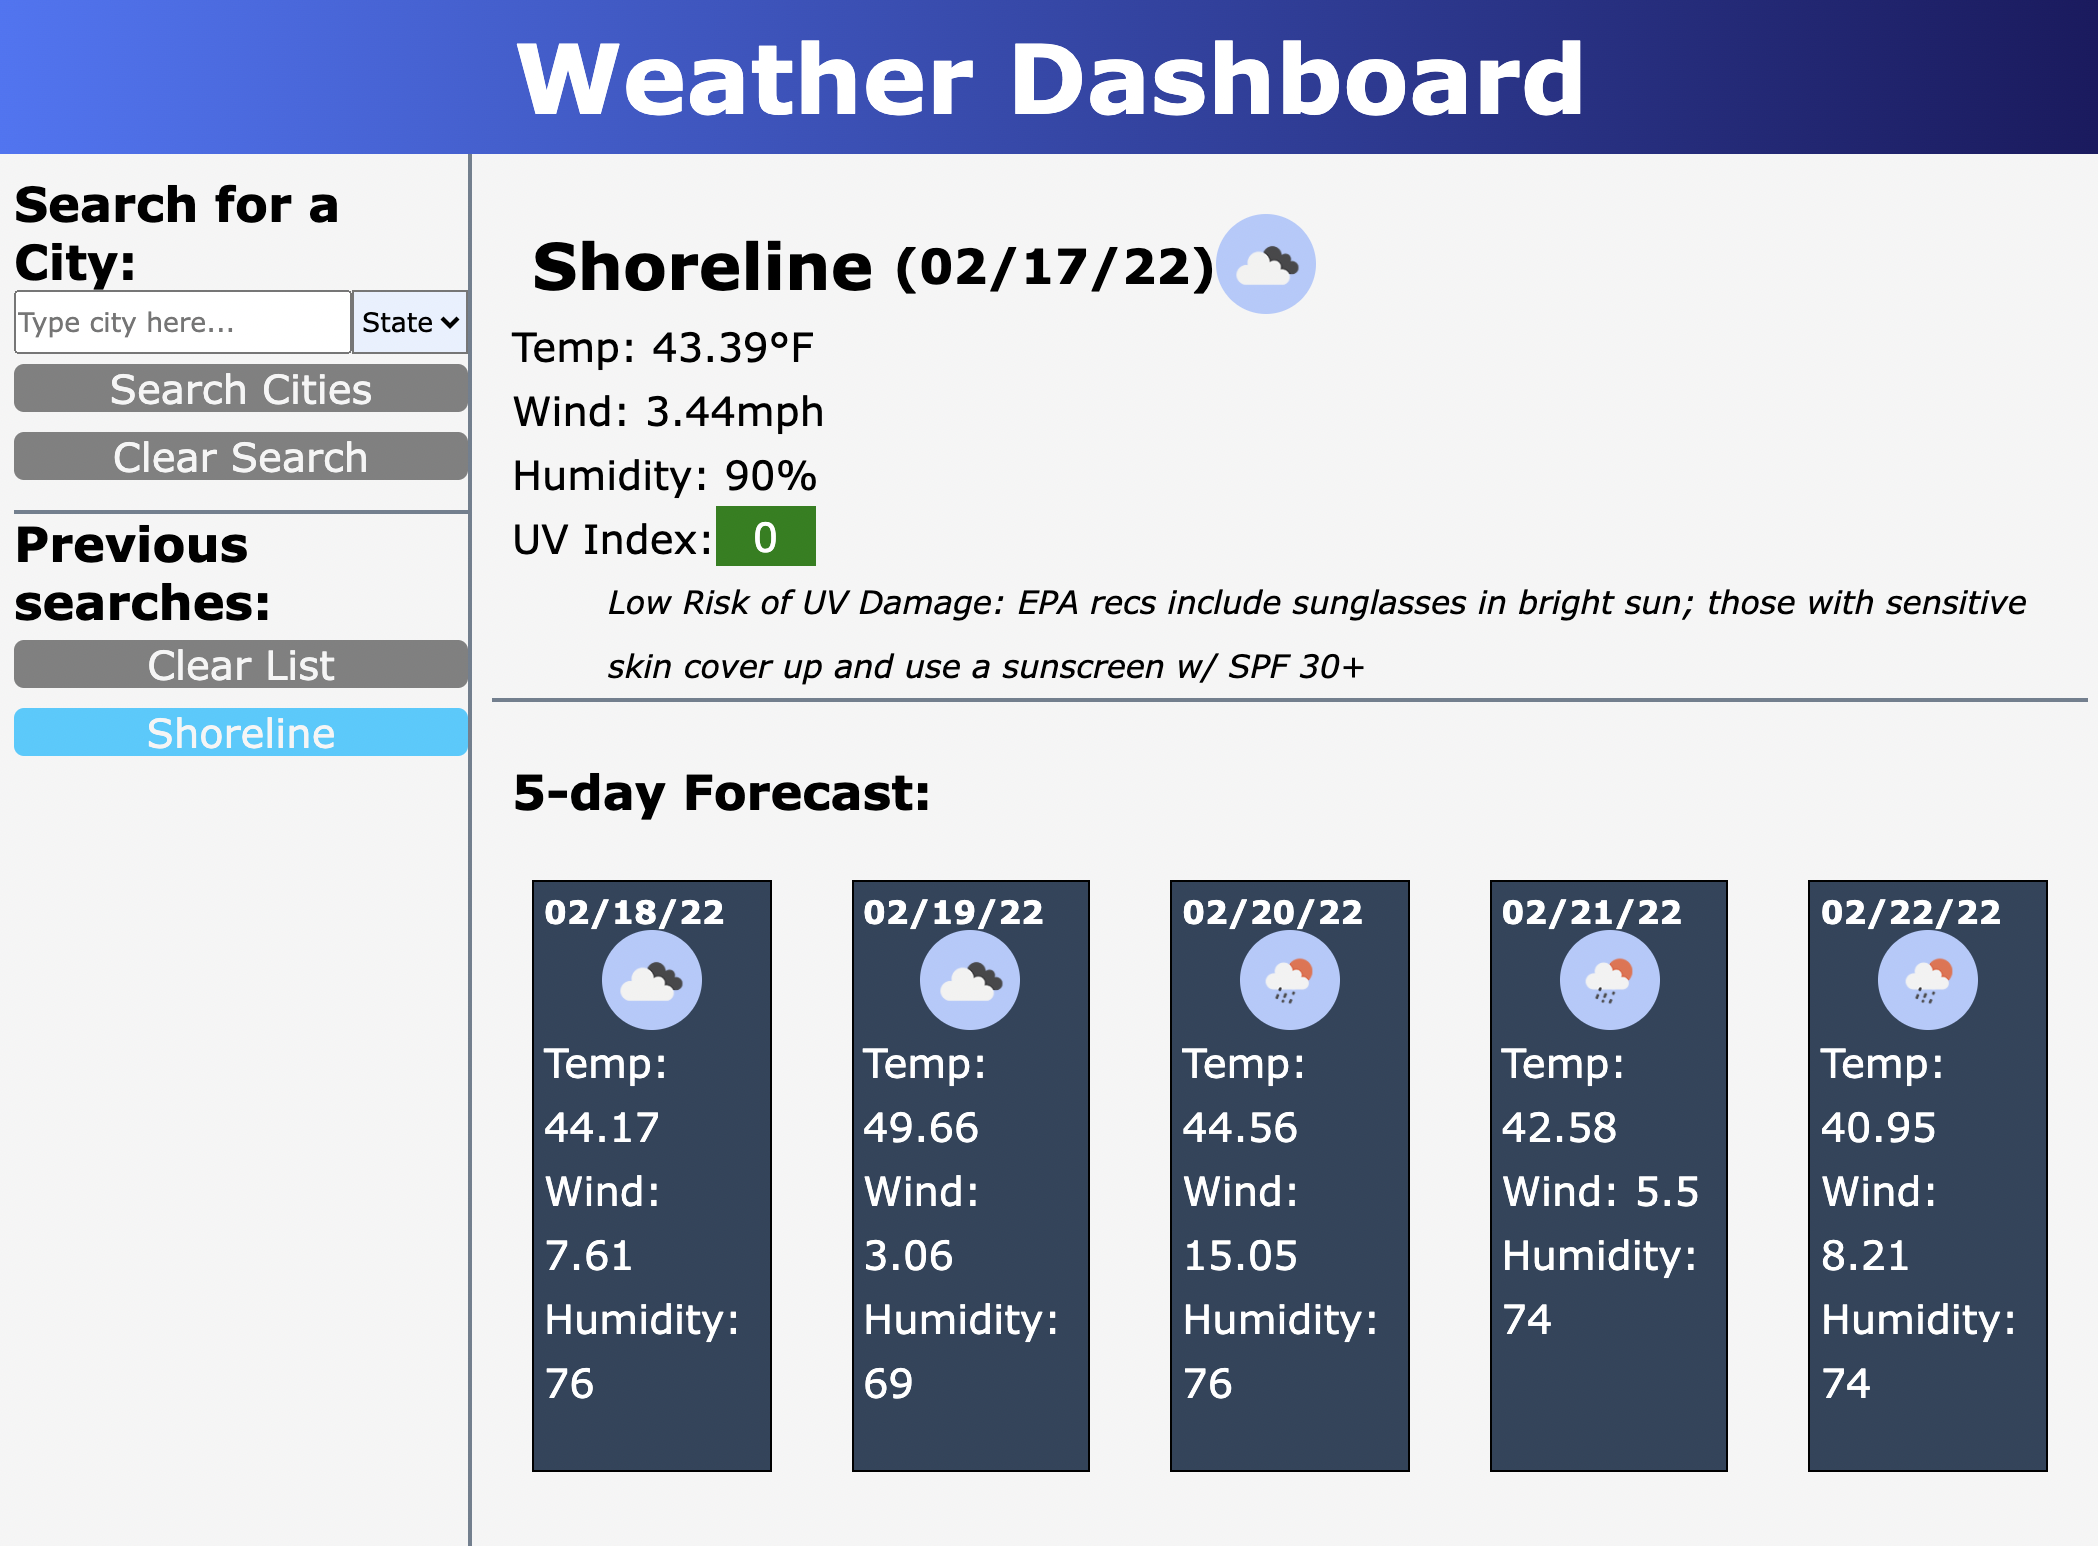 Weather Dashboard
Search for a
City:
Type city here...
State
Search Cities
Clear Search
Previous
searches:
Clear List
Shoreline
Shoreline (02/17/22)
Temp: 43.39°F
Wind: 3.44mph
Humidity: 90%
UV Index: 0
Low Risk of UV Damage: EPA recs include sunglasses in bright sun; those with sensitive
skin cover up and use a sunscreen w/ SPF 30+
5-day Forecast:
02/18/22
Temp:
44.17
Wind:
7.61
Humidity:
76
02/19/22
Temp:
49.66
Wind:
3.06
Humidity:
69
02/20/22
Temp:
44.56
Wind:
15.05
Humidity:
76
02/21/22
Temp:
42.58
Wind: 5.5
Humidity:
74
02/22/22
Temp:
40.95
Wind:
8.21
Humidity:
74